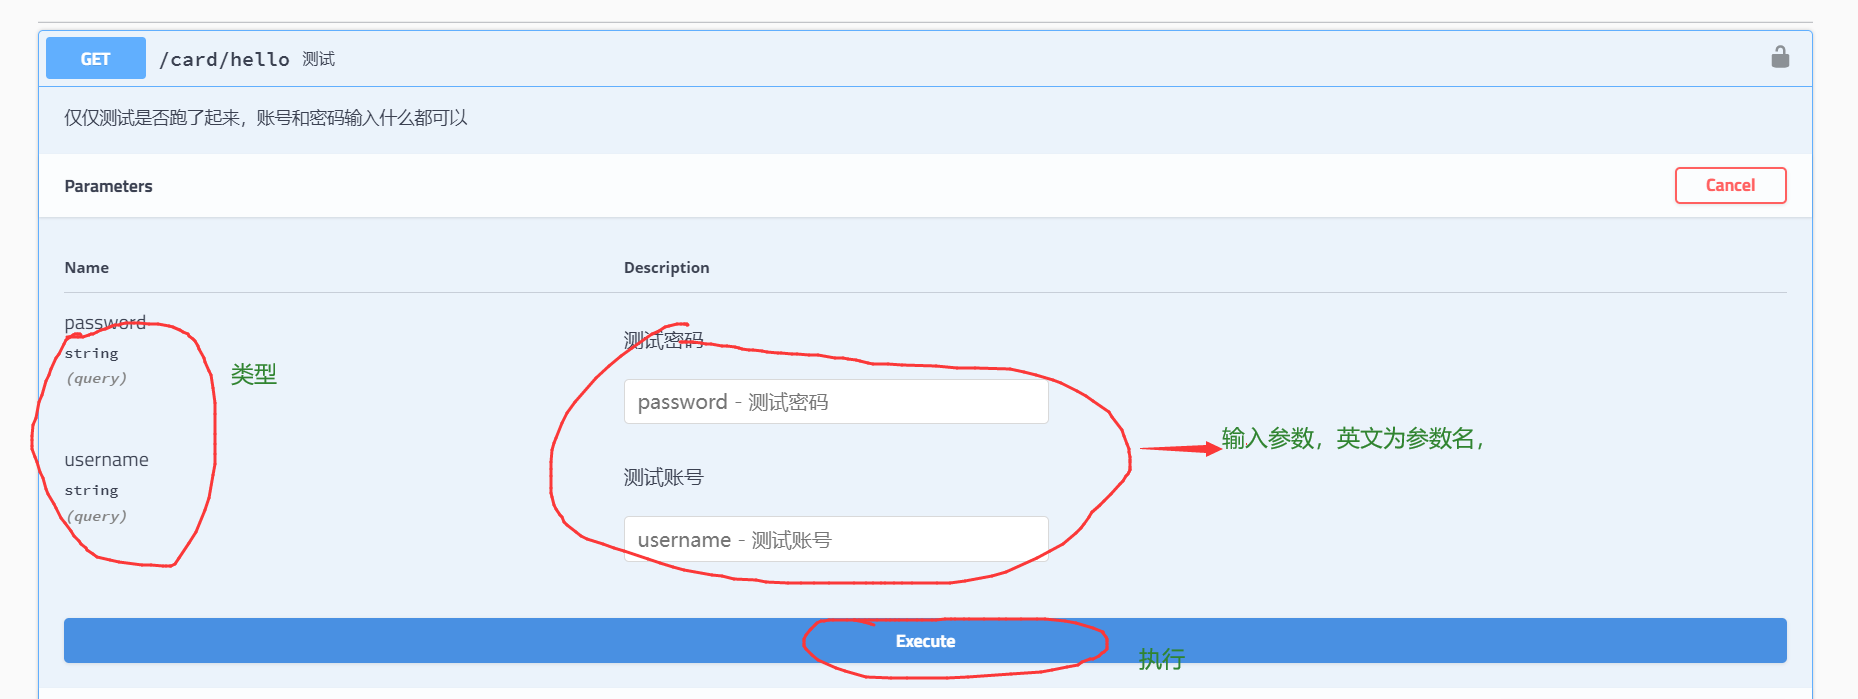 GET /card/hello 测试
仅仅测试是否跑了起来，账号和密码输入什么都可以
Parameters Cancel
Name Description
password
string
(query)
类型
测试密码
password - 测试密码
username
string
(query)
测试账号
username - 测试账号
输入参数，英文为参数名，
Execute
执行